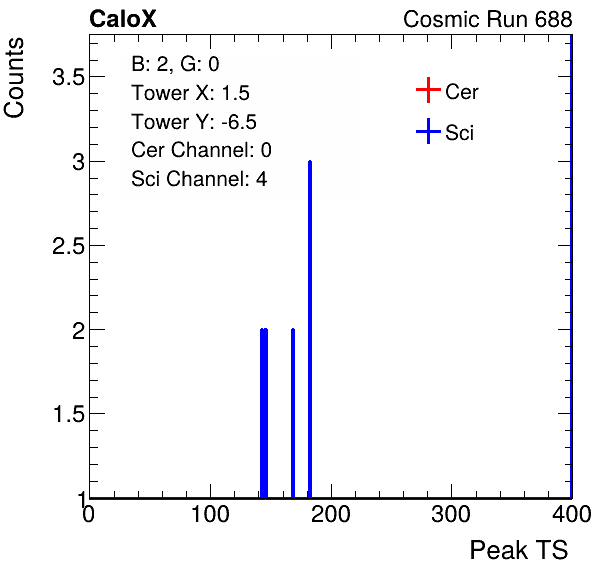 CaloX Cosmic Run 688
Counts
B: 2, G: 0
Tower X: 1.5
Tower Y: -6.5
Cer Channel: 0
Sci Channel: 4
Cer
Sci
3.5
3
2.5
2
1.5
1
0 100 200 300 400
Peak TS